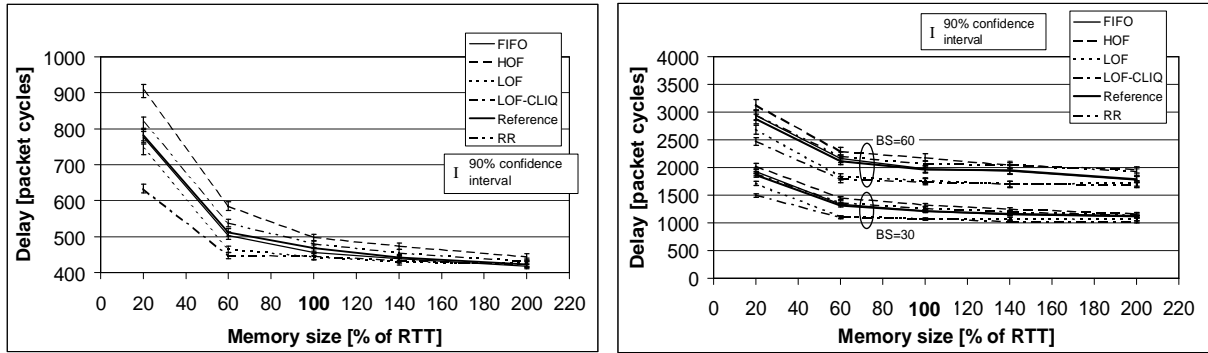 1000
900
800
700
600
500
400
Delay [packet cycles]
0 20 40 60 80 100 120 140 160 180 200 220
Memory size [% of RTT]
FIFO
HOF
LOF
LOF-CLIQ
Reference
RR
I 90% confidence
interval
I 90% confidence
interval
FIFO
HOF
LOF
LOF-CLIQ
Reference
RR
4000
3500
3000
2500
2000
1500
1000
500
0
Delay [packet cycles]
BS=60
BS=30
0 20 40 60 80 100 120 140 160 180 200 220
Memory size [% of RTT]